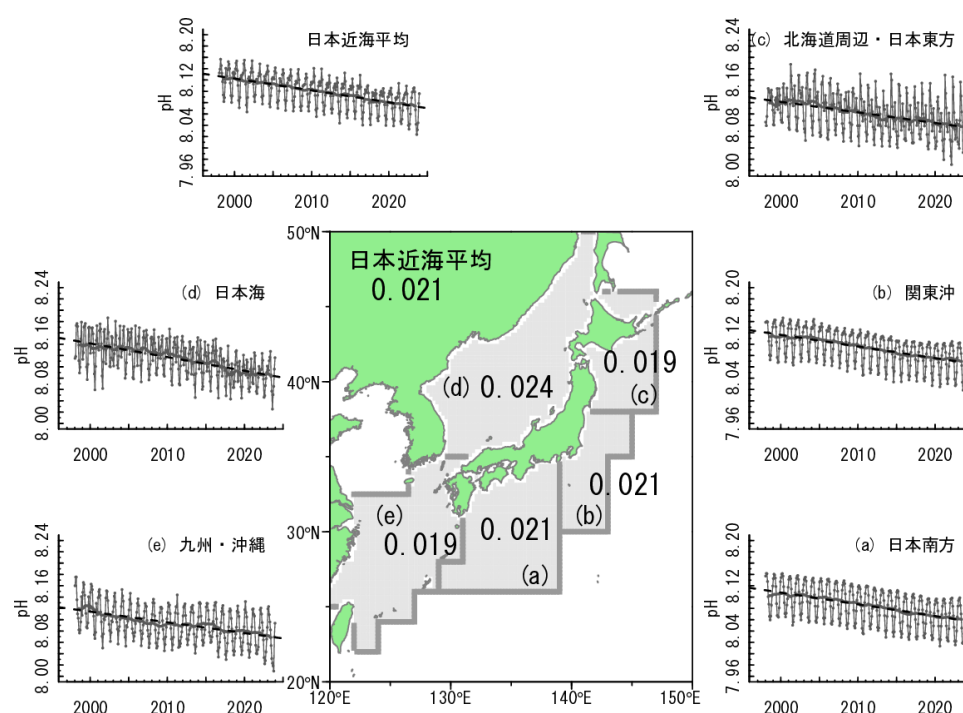 日本近海平均
8.20
8.12
8.04
7.96
pH
2000
2010
2020
(c) 北海道周辺・日本東方
8.24
8.16
8.08
8.00
pH
2000
2010
2020
(d) 日本海
8.24
8.16
8.08
8.00
pH
2000
2010
2020
50°N
40°N
30°N
20°N
120°E
130°E
140°E
150°E
日本近海平均
0.021
(d) 0.024
0.019
(c)
0.021
(b)
(e)
0.019
0.021
(a)
(b) 関東沖
8.20
8.12
8.04
7.96
pH
2000
2010
2020
(e) 九州・沖縄
8.24
8.16
8.08
8.00
pH
2000
2010
2020
(a) 日本南方
8.20
8.12
8.04
7.96
pH
2000
2010
2020